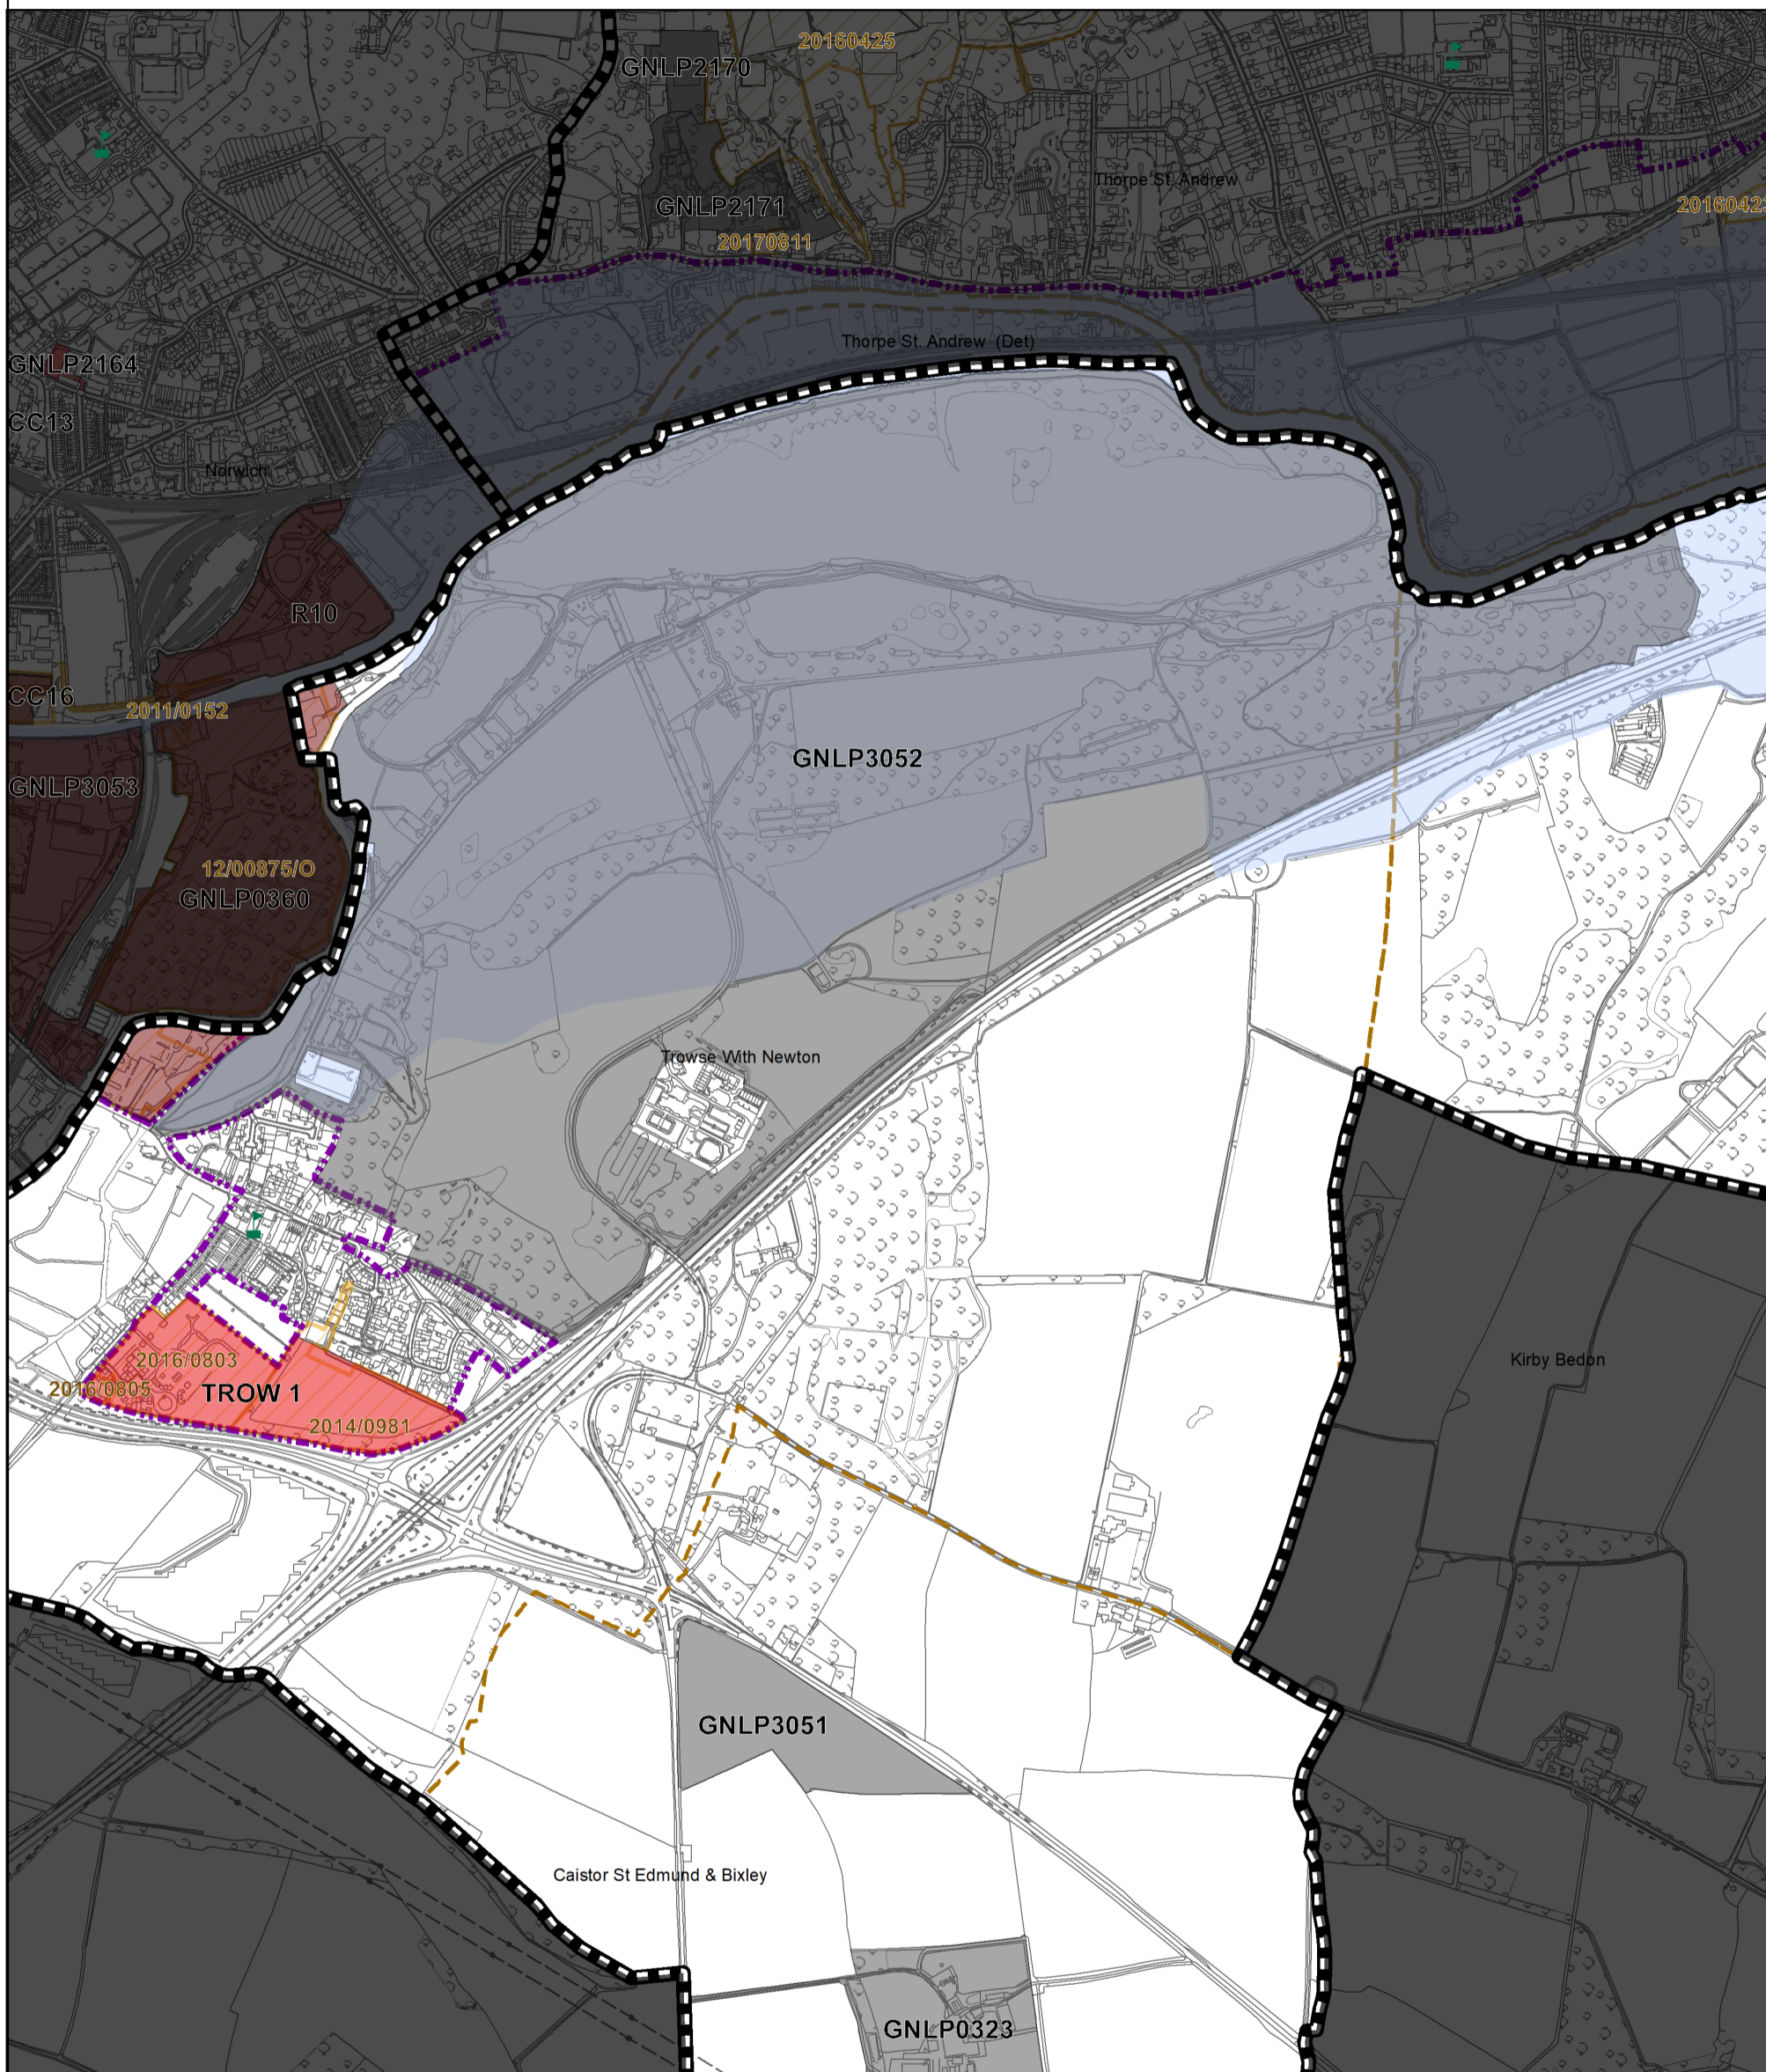 20160425
GNLP2170
Thorpe St. Andrew
GNLP2171
2016042
20170811
Thorpe St. Andrew (Det)
GNLP2164
CC13
Norwich
R10
CC16
2011/0152
GNLP3052
GNLP3053
12/00875/O
GNLP0360
Trowse With Newton
2016/0803
Kirby Bedon
2016/0805
TROW 1
2014/0981
GNLP3051
Caistor St Edmund & Bixley
GNLP0323